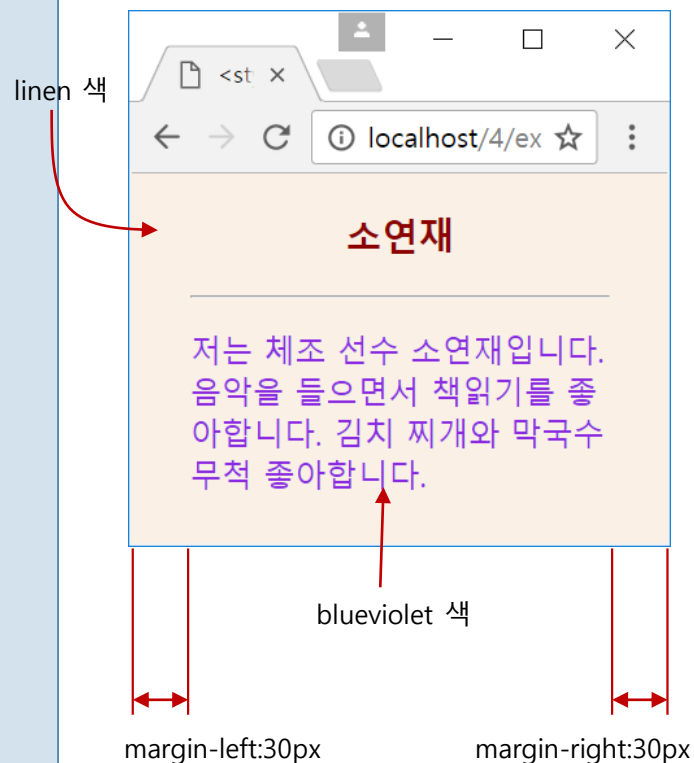 linen 색
<st
localhost/4/ex
소연재
저는 체조 선수 소연재입니다.
음악을 들으면서 책읽기를 좋
아합니다. 김치 찌개와 막국수
무척 좋아합니다.
blueviolet 색
margin-left:30px
margin-right:30px